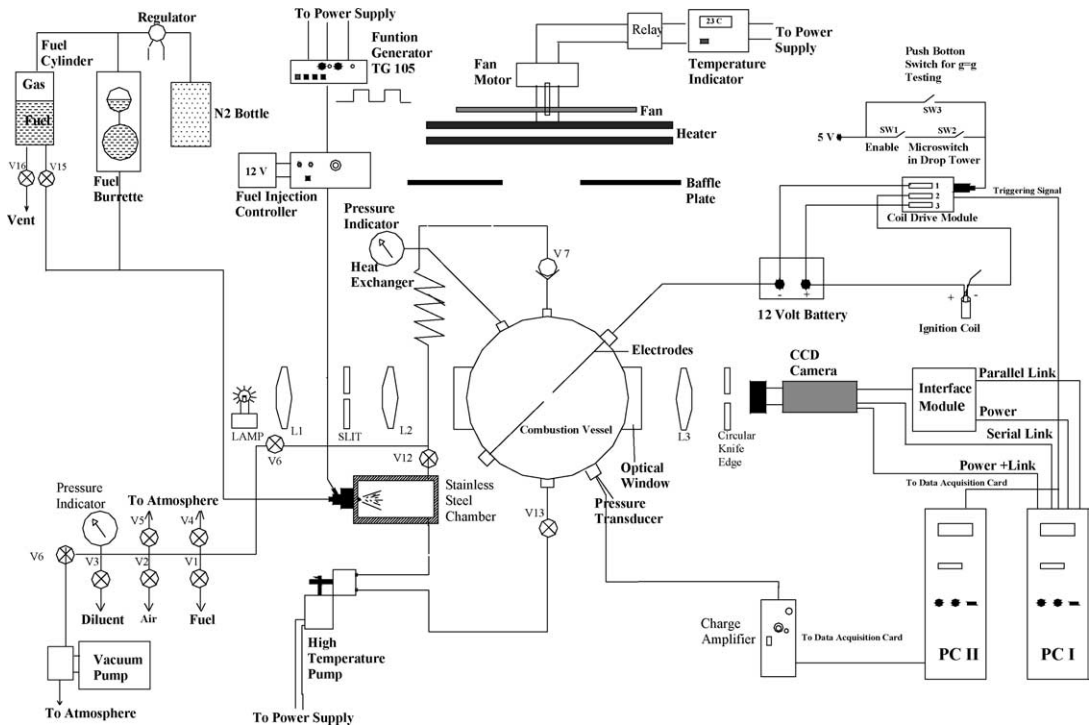 To Power Supply
Regulator
Fuel
Cylinder
Gas
Fuel
N2 Bottle
V16
V15
Vent
Fuel
Burrette
Funtion
Generator
TG 105
12 V
Fuel Injection
Controller
Fan
Motor
Relay
23 C
Temperature
Indicator
To Power
Supply
Fan
Heater
Baffle
Plate
Push Botton
Switch for g=g
Testing
SW3
5 V
SW1
SW2
Enable
Microswitch
in Drop Tower
1
2
3
Coil Drive Module
Triggering Signal
Pressure
Indicator
Heat
Exchanger
V 7
- +
12 Volt Battery
+ -
Ignition Coil
Electrodes
CCD
Camera
Interface
Module
Parallel Link
Power
Serial Link
Power +Link
To Data Acquisition Card
LAMP
L1
SLIT
L2
Combustion Vessel
L3
Circular
Knife
Edge
Optical
Window
Pressure
Transducer
V6
V12
Stainless
Steel
Chamber
V13
Pressure
Indicator
To Atmosphere
V5
V4
V6
V3
V2
V1
Diluent
Air
Fuel
Vacuum
Pump
To Atmosphere
High
Temperature
Pump
To Power Supply
Charge
Amplifier
To Data Acquisition Card
PC II
PC I